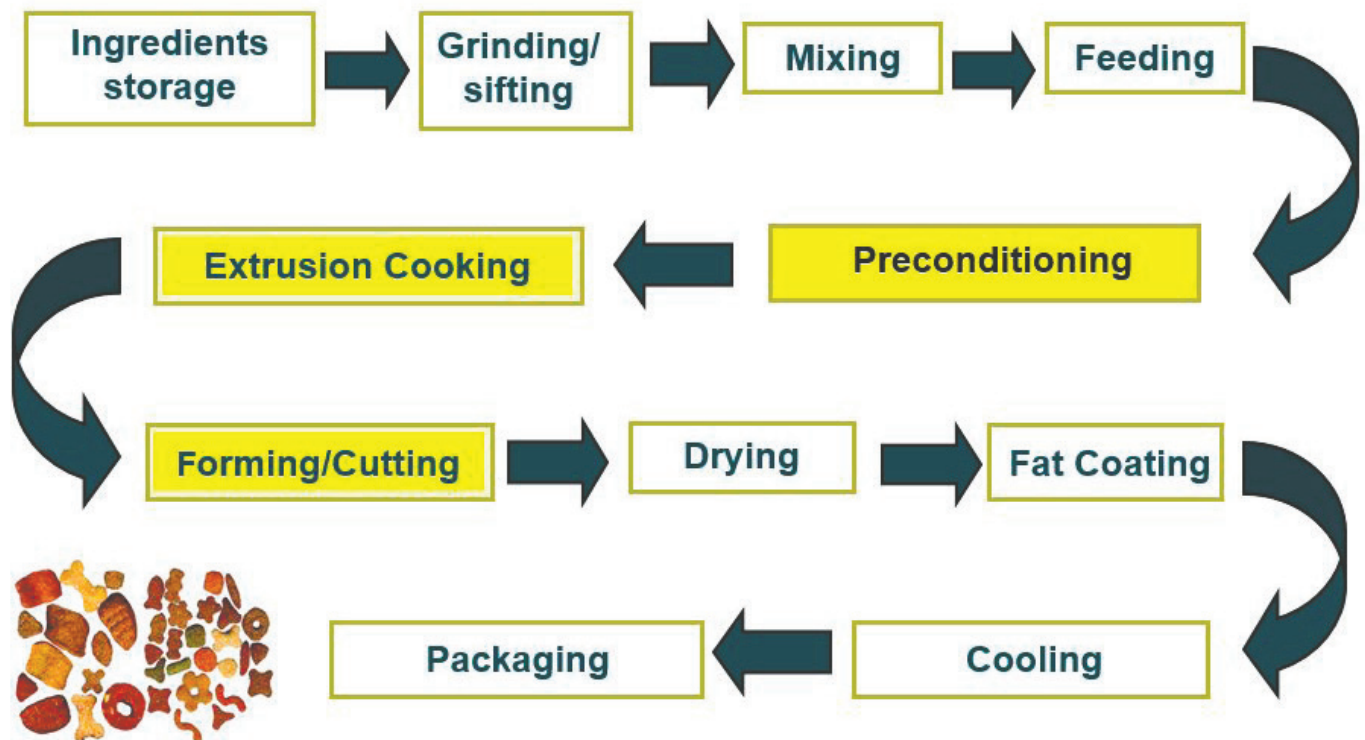 Ingredients
storage
Grinding/
sifting
Mixing
Feeding
Preconditioning
Extrusion Cooking
Forming/Cutting
Drying
Fat Coating
Cooling
Packaging